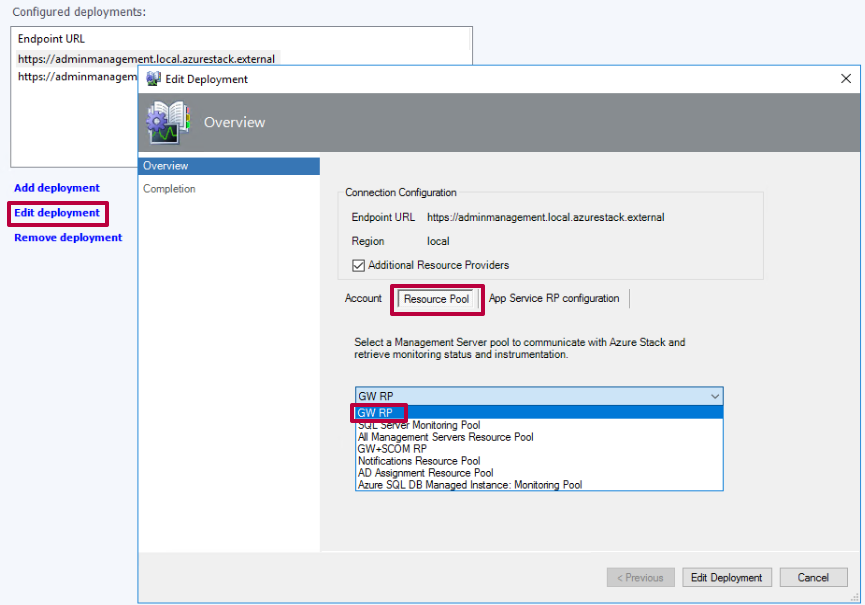 Configured deployments:
Endpoint URL
https://adminmanagement.local.azurestack.external
https://adminmanagem
Add deployment
Edit deployment
Remove deployment
Edit Deployment
Overview
Overview
Completion
Connection Configuration
Endpoint URL https://adminmanagement.local.azurestack.external
Region local
Additional Resource Providers
Account Resource Pool App Service RP configuration
Select a Management Server pool to communicate with Azure Stack and
retrieve monitoring status and instrumentation.
GW RP
GW RP
SQL Server Monitoring Pool
All Management Servers Resource Pool
GW+SCOM RP
Notifications Resource Pool
AD Assignment Resource Pool
Azure SQL DB Managed Instance: Monitoring Pool
< Previous Edit Deployment Cancel